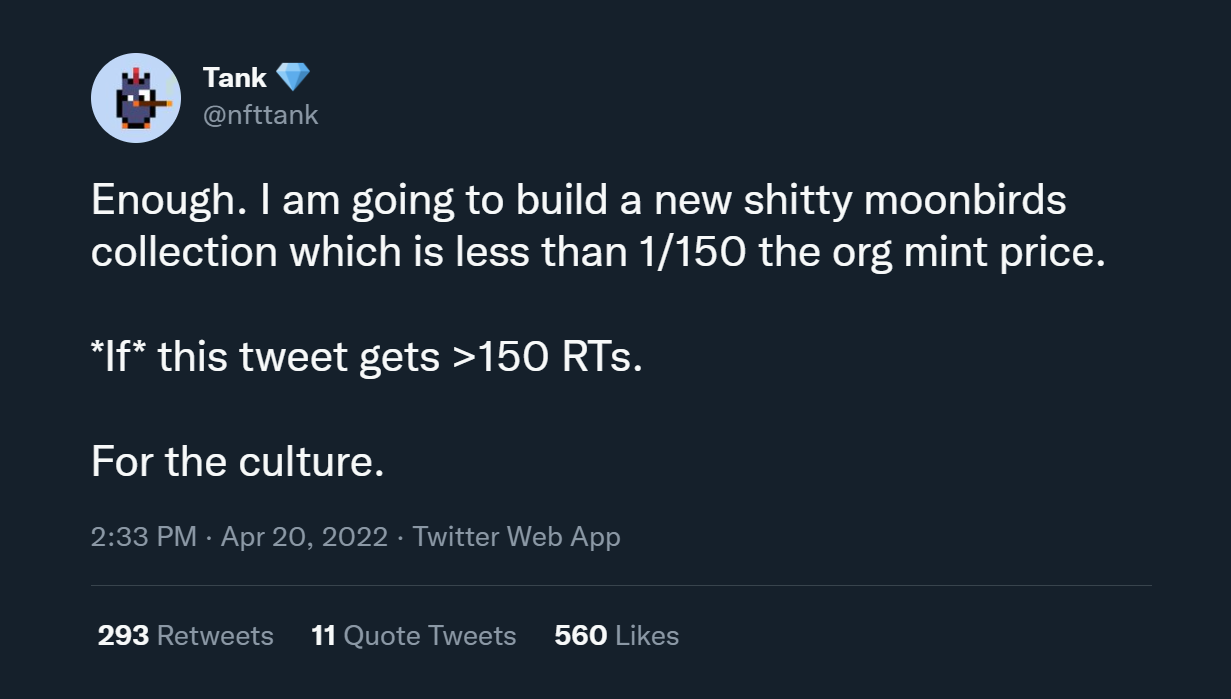 Tank 💎
@nfttank
Enough. I am going to build a new shitty moonbirds
collection which is less than 1/150 the org mint price.
*If* this tweet gets >150 RTs.
For the culture.
2:33 PM · Apr 20, 2022 · Twitter Web App
293 Retweets 11 Quote Tweets 560 Likes